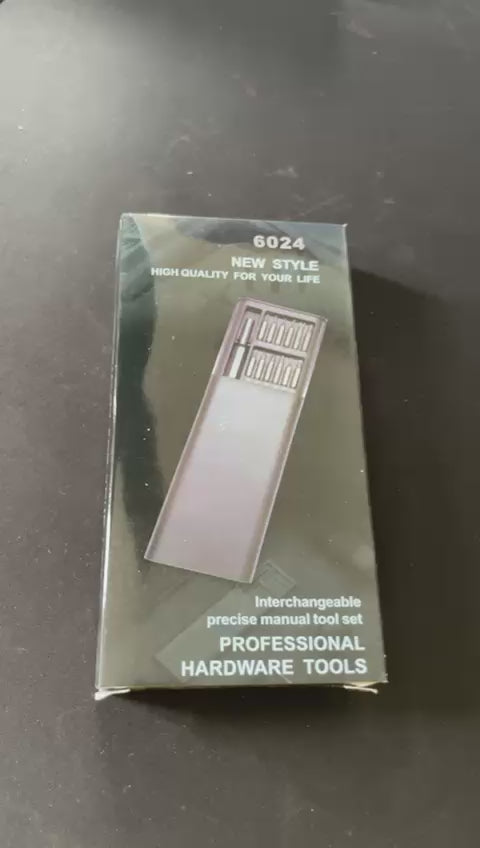 6024
NEW STYLE
HIGH QUALITY FOR YOUR LIFE
Interchangeable
precise manual tool set
PROFESSIONAL
HARDWARE TOOLS